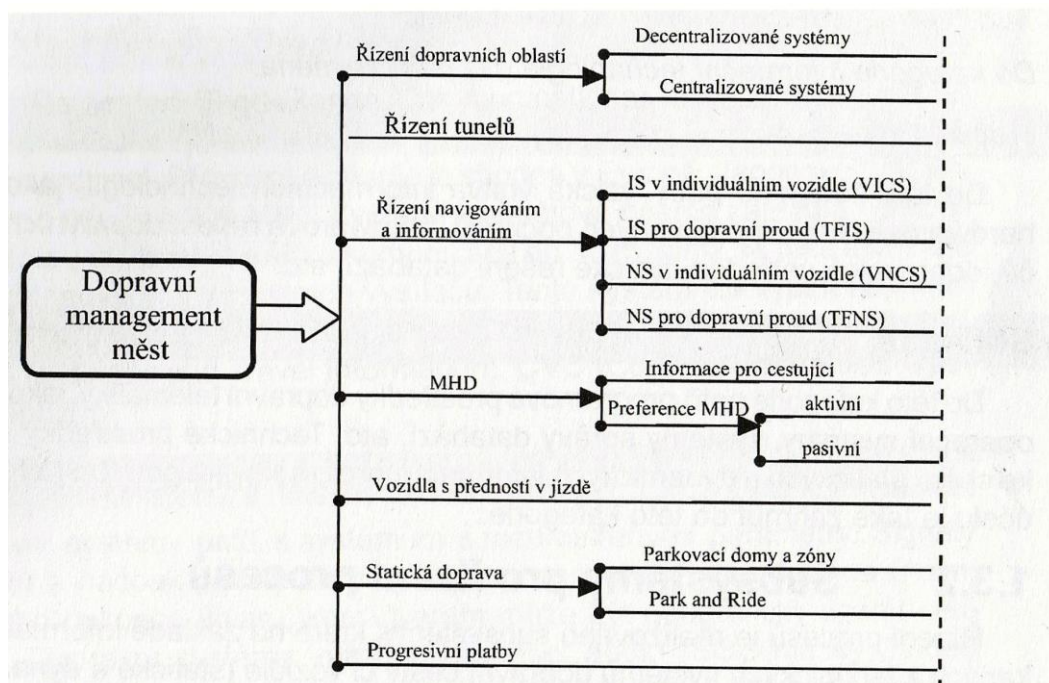 Decentralizované systémy
Řízení dopravních oblastí
Centralizované systémy
Řízení tunelů
IS v individuálním vozidle (VICS)
Řízení navigováním
a informováním
IS pro dopravní proud (TFIS)
NS v individuálním vozidle (VNCS)
NS pro dopravní proud (TFNS)
Dopravní
management
měst
Informace pro cestující
MHD
Preference MHD
aktivní
pasivní
Vozidla s předností v jízdě
Statická doprava
Parkovací domy a zóny
Park and Ride
Progresivní platby